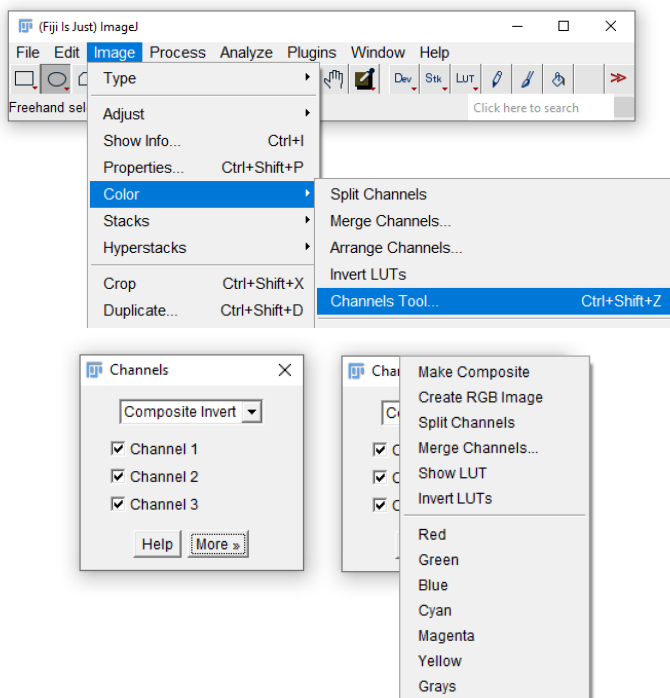 (Fiji Is Just) ImageJ
File Edit Image Process Analyze Plugins Window Help
Dev Stk LUT
Freehand sel
Click here to search
Type
Adjust
Show Info... Ctrl+I
Properties... Ctrl+Shift+P
Color
Stacks
Hyperstacks
Crop Ctrl+Shift+X
Duplicate... Ctrl+Shift+D
Split Channels
Merge Channels...
Arrange Channels...
Invert LUTs
Channels Tool... Ctrl+Shift+Z
Channels
Composite Invert
Channel 1
Channel 2
Channel 3
Help More »
Cha
Make Composite
Create RGB Image
Split Channels
Merge Channels...
Show LUT
Invert LUTs
Red
Green
Blue
Cyan
Magenta
Yellow
Grays